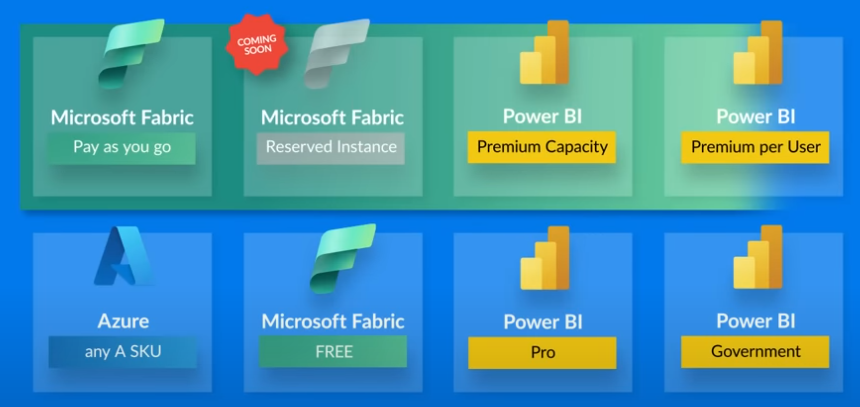 COMING
SOON
Microsoft Fabric
Pay as you go
Microsoft Fabric
Reserved Instance
Power BI
Premium Capacity
Power BI
Premium per User
Azure
any A SKU
Microsoft Fabric
FREE
Power BI
Pro
Power BI
Government